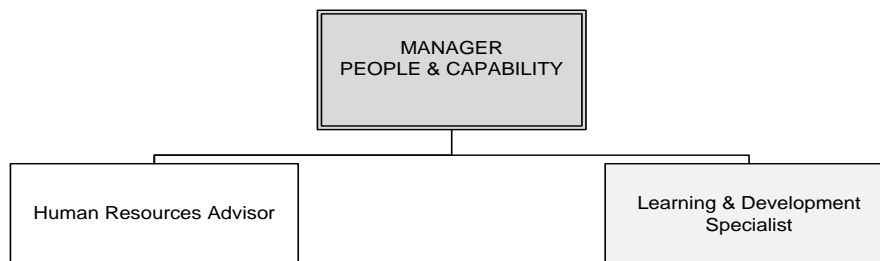 MANAGER
PEOPLE & CAPABILITY
Human Resources Advisor
Learning & Development
Specialist